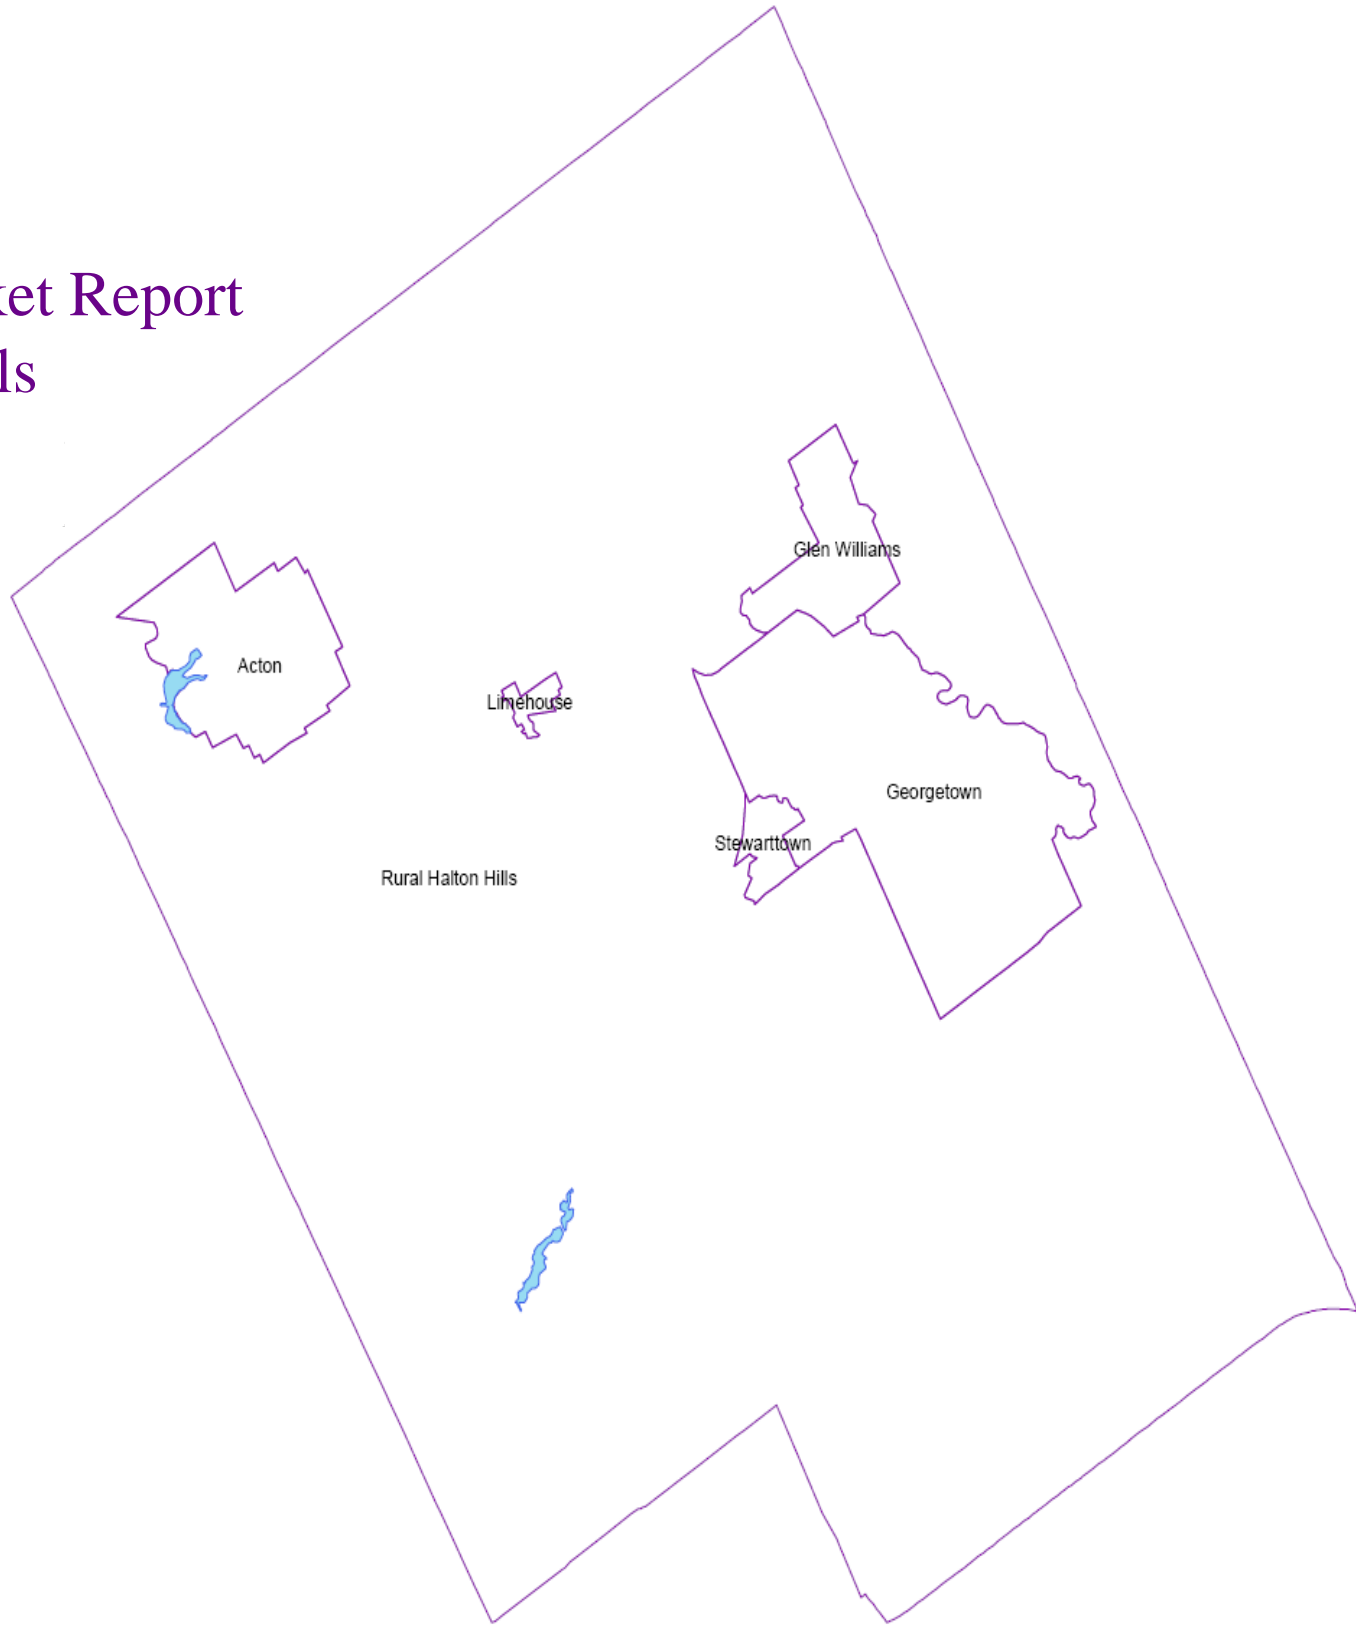 ket Report
ls
Glen Williams
Acton
Limehouse
Georgetown
Stewarttown
Rural Halton Hills